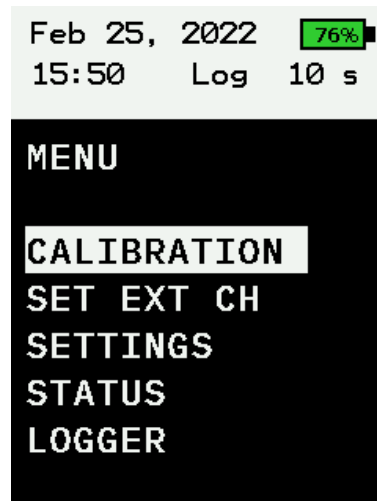 Feb 25, 2022 76%
15:50 Log 10 s
MENU
CALIBRATION
SET EXT CH
SETTINGS
STATUS
LOGGER